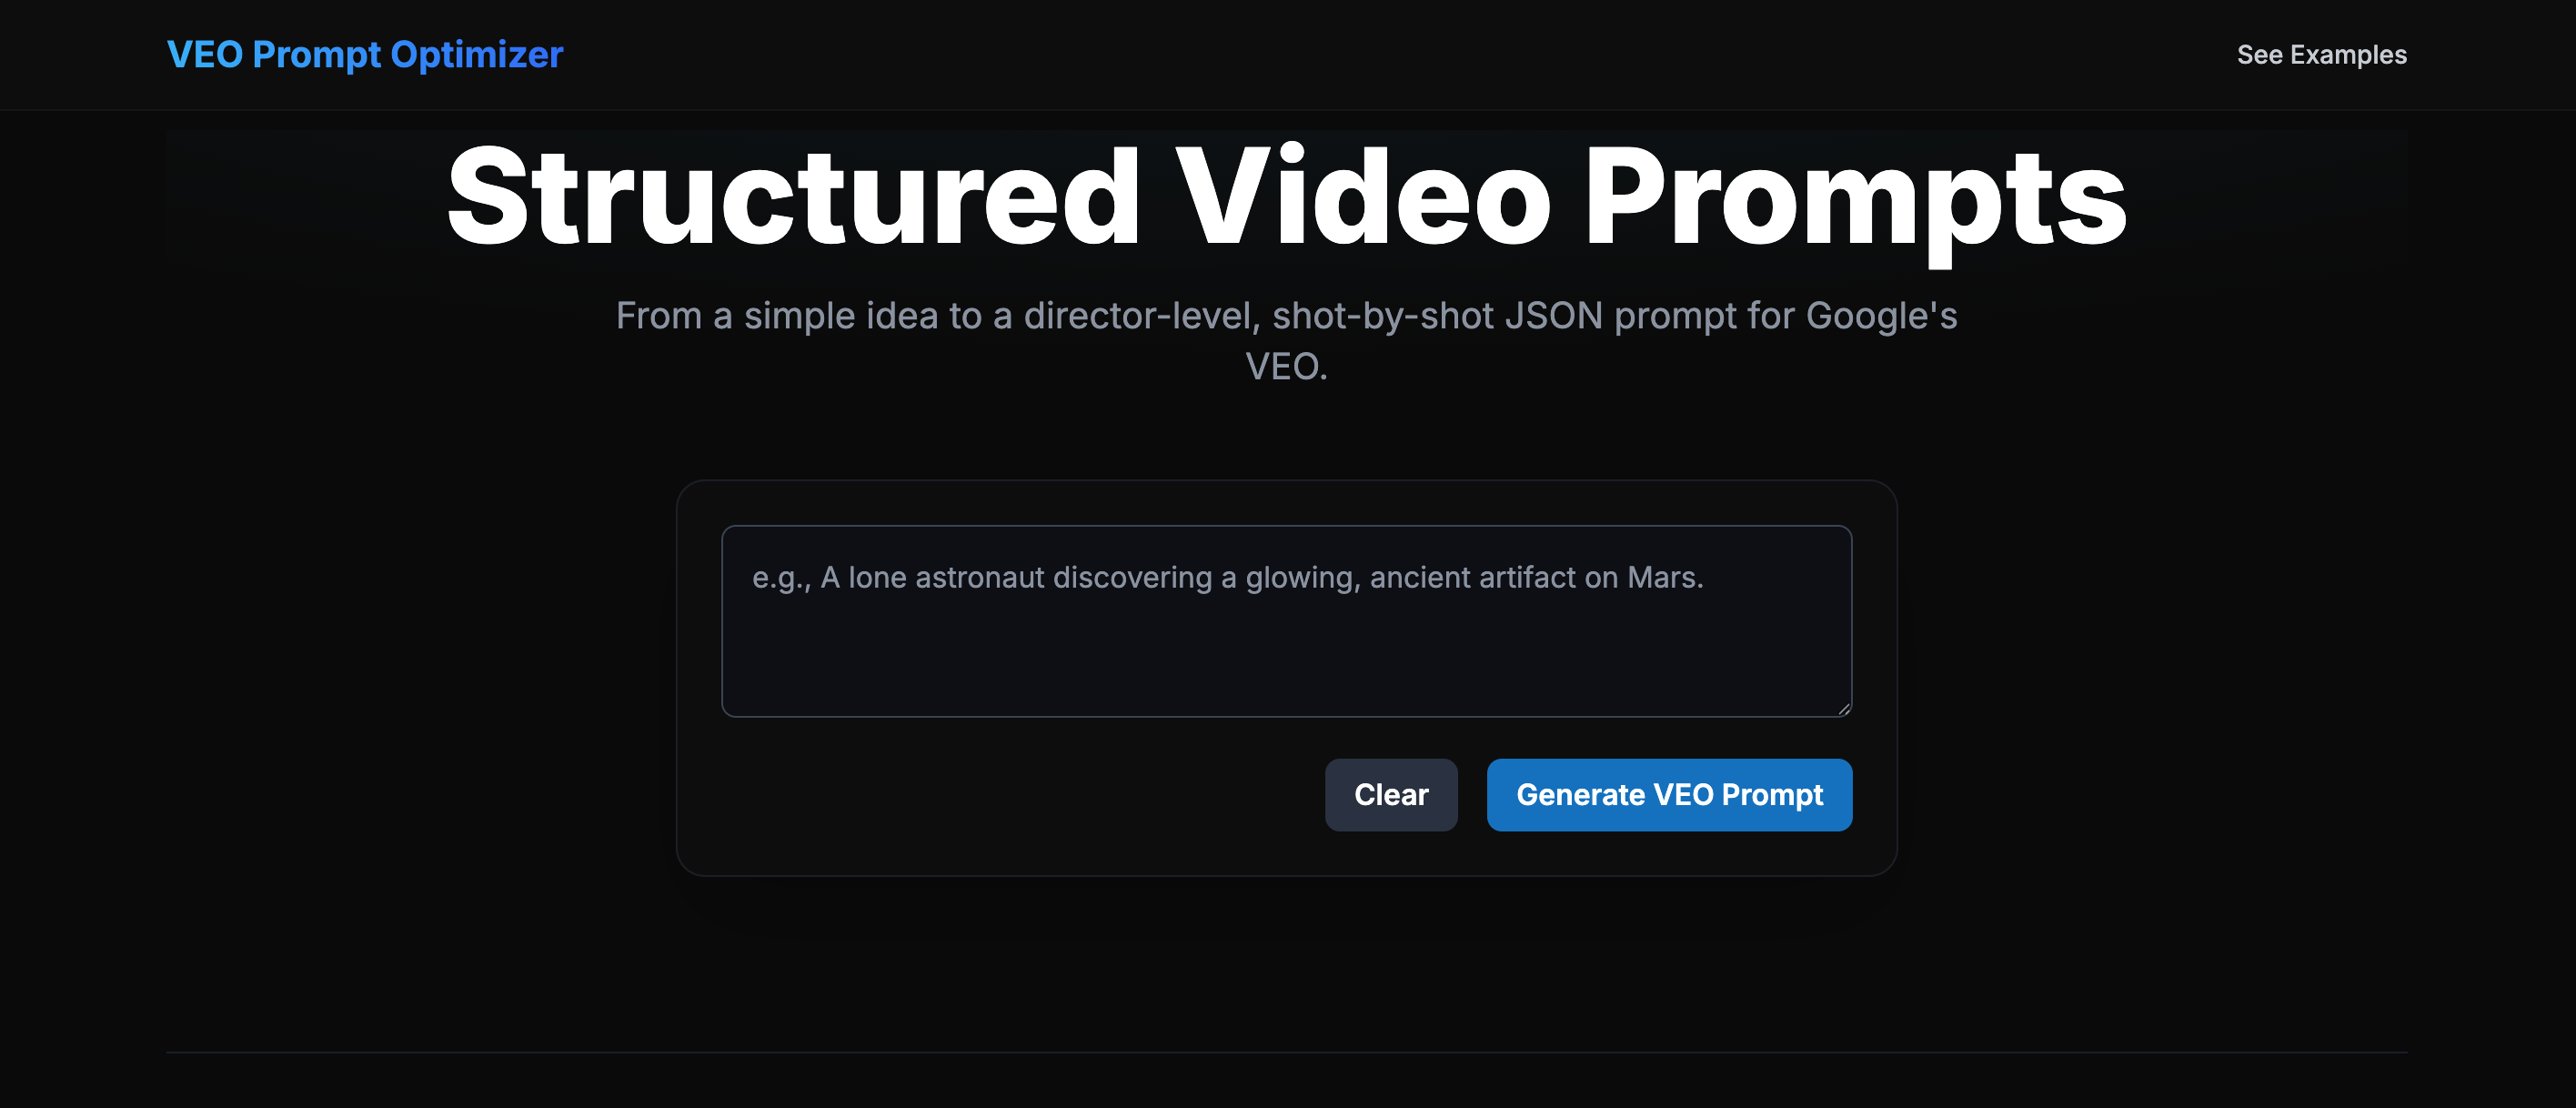 VEO Prompt Optimizer
See Examples
Structured Video Prompts
From a simple idea to a director-level, shot-by-shot JSON prompt for Google's
VEO.
e.g., A lone astronaut discovering a glowing, ancient artifact on Mars.
Clear
Generate VEO Prompt